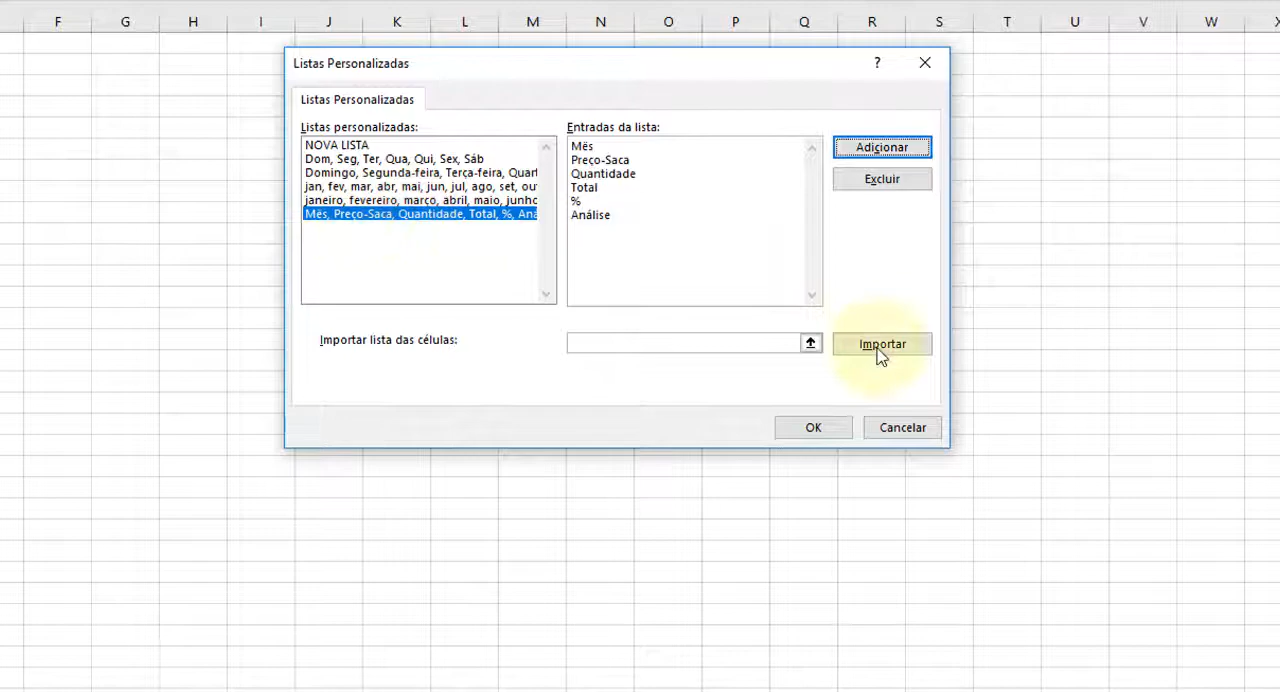 F G H I J K L M N O P Q R S T U V W X
Listas Personalizadas ?
Listas Personalizadas
Listas personalizadas:
NOVA LISTA
Dom, Seg, Ter, Qua, Qui, Sex, Sáb
Domingo, Segunda-feira, Terça-feira, Quart
jan, fev, mar, abr, mai, jun, jul, ago, set, ou
janeiro, fevereiro, março, abril, maio, junho
Mês, Preço-Saca, Quantidade, Total, %, Aná
Entradas da lista:
Mês
Preço-Saca
Quantidade
Total
%
Análise
Adicionar
Excluir
Importar lista das células:
Importar
OK Cancelar